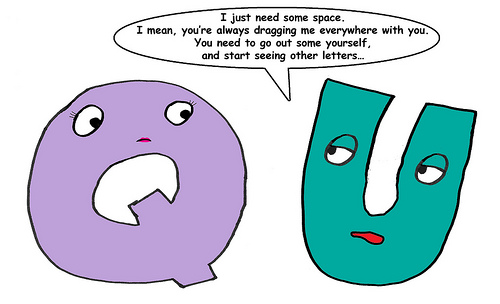 I just need some space.
I mean, you're always dragging me everywhere with you.
You need to go out some yourself,
and start seeing other letters...